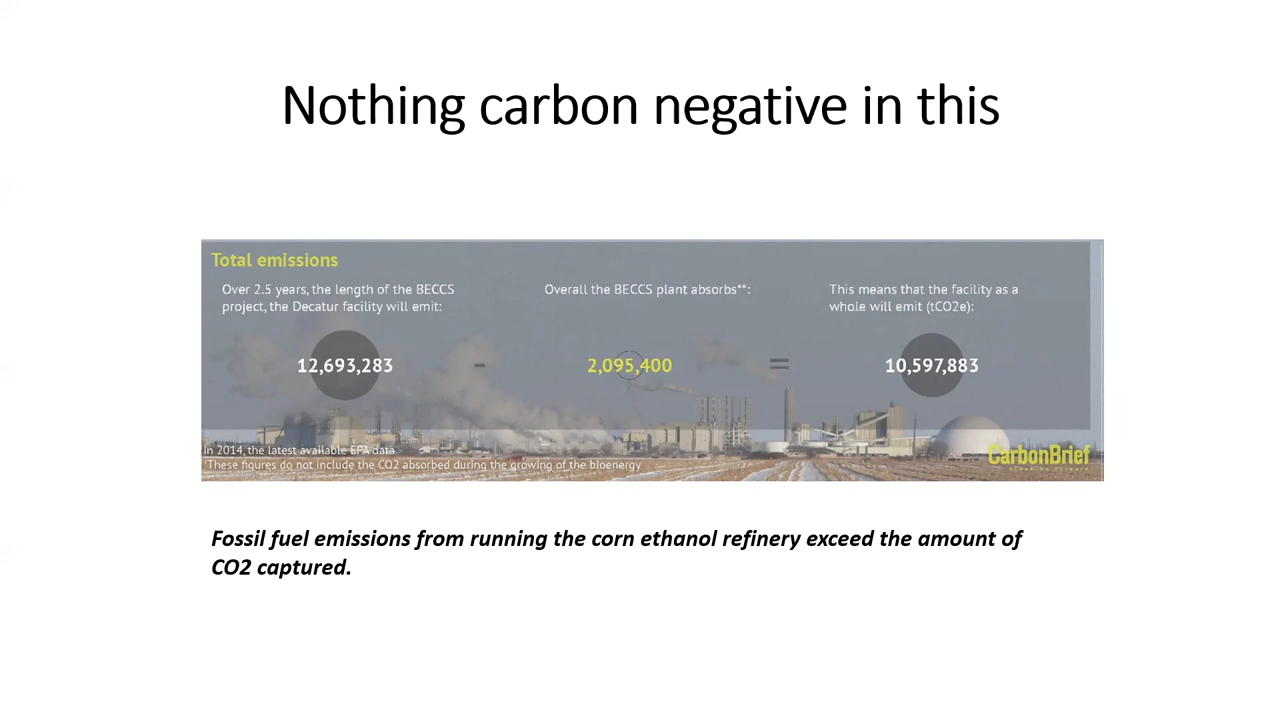 Nothing carbon negative in this
Total emissions
Over 2.5 years, the length of the BECCS
project, the Decatur facility will emit:
Overall the BECCS plant absorbs**:
This means that the facility as a
whole will emit (tCO2e):
12,693,283 - 2,095,400 = 10,597,883
In 2014, the latest available EPA data
*These figures do not include the CO2 absorbed during the growing of the bioenergy
CarbonBrief
Fossil fuel emissions from running the corn ethanol refinery exceed the amount of
CO2 captured.